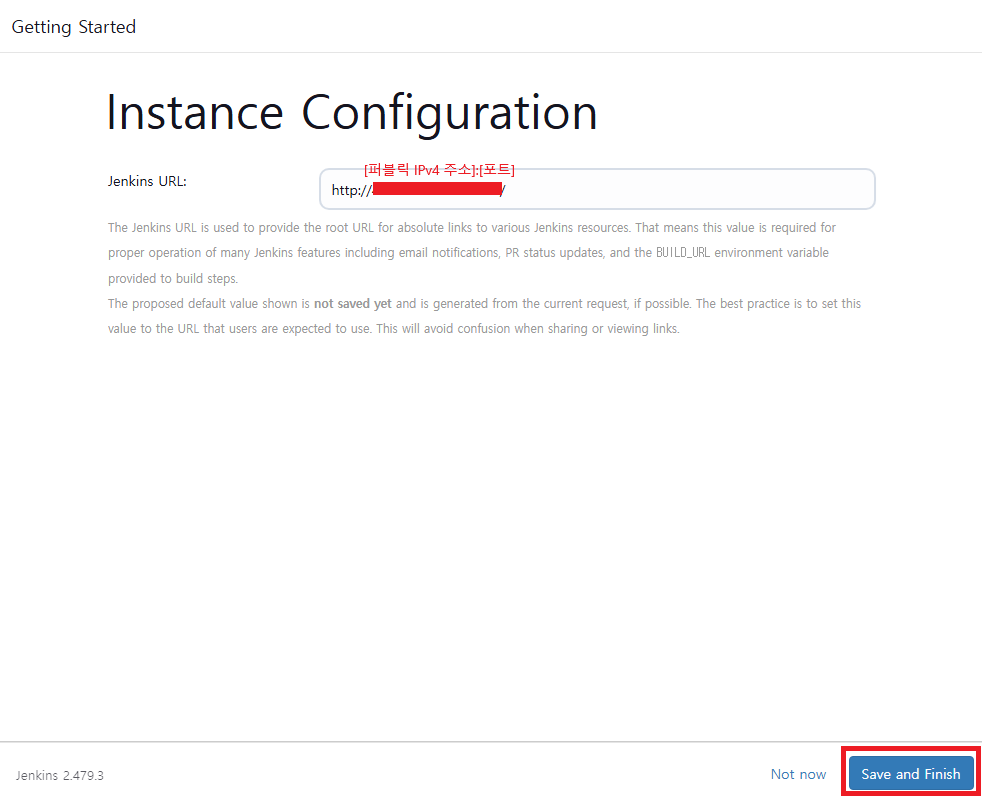 Getting Started
Instance Configuration
[퍼블릭 IPv4 주소]:[포트]
Jenkins URL:
http:// /
The Jenkins URL is used to provide the root URL for absolute links to various Jenkins resources. That means this value is required for
proper operation of many Jenkins features including email notifications, PR status updates, and the BUILD_URL environment variable
provided to build steps.
The proposed default value shown is not saved yet and is generated from the current request, if possible. The best practice is to set this
value to the URL that users are expected to use. This will avoid confusion when sharing or viewing links.
Jenkins 2.479.3
Not now
Save and Finish